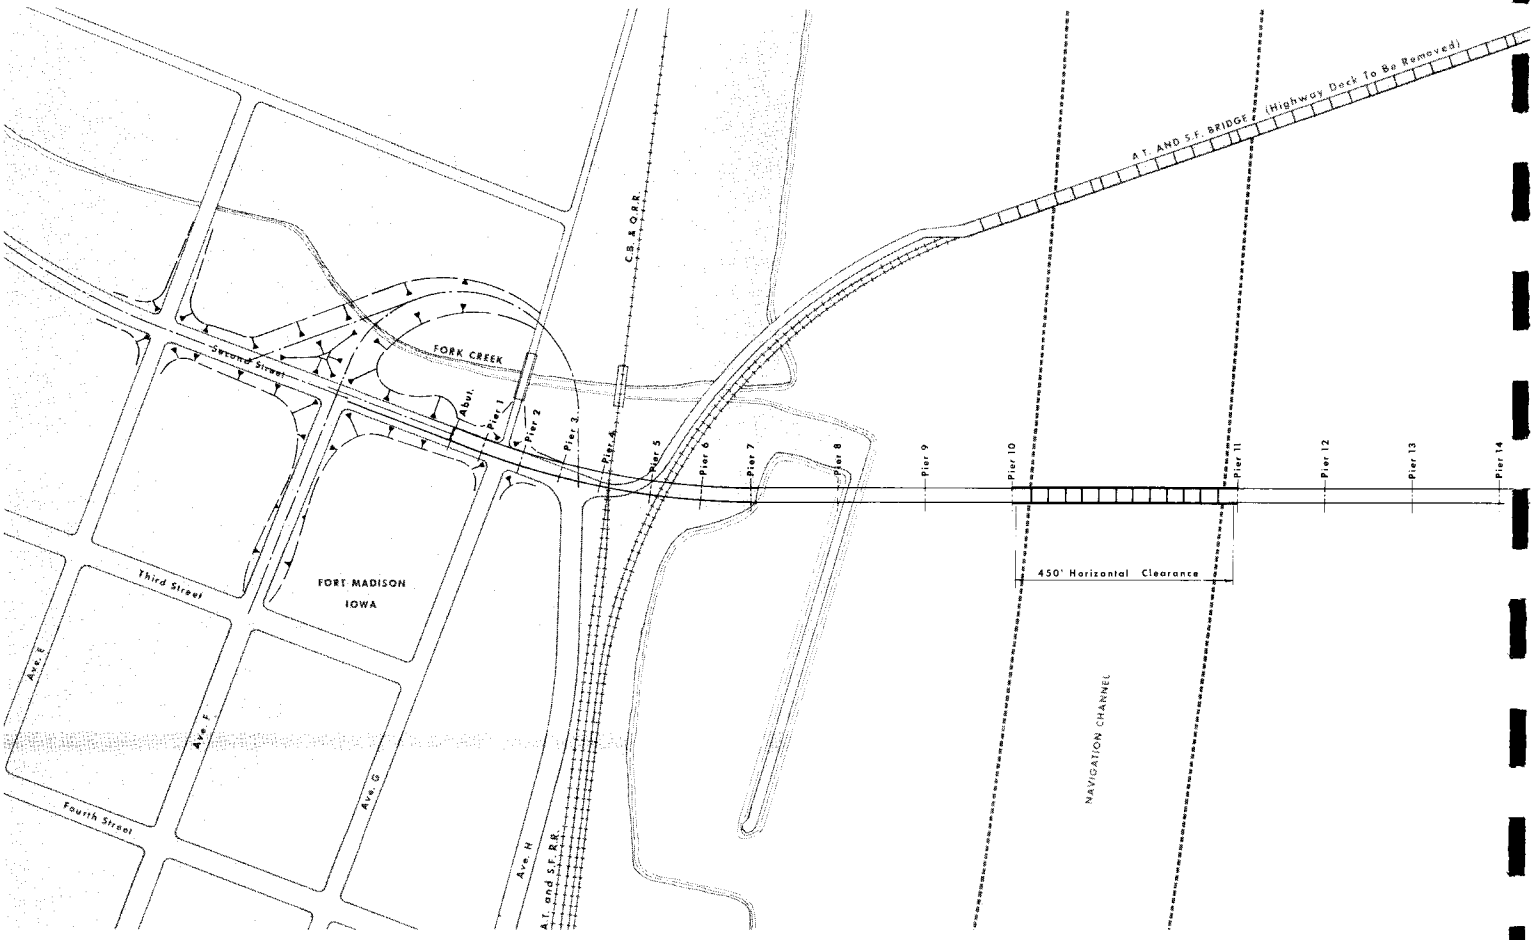 (Highway Deck To Be Removed)
A.T. AND S.F. BRIDGE
C.B. & Q.R.R.
FORK CREEK
Second Street
Abut.
Pier 1
Pier 2
Pier 3
Pier 4
Pier 5
Pier 6
Pier 7
Pier 8
Pier 9
Pier 10
Pier 11
Pier 12
Pier 13
Pier 14
450' Horizontal Clearance
Third Street
FORT MADISON
IOWA
Ave. E
Ave. F
Ave. G
Ave. H
NAVIGATION CHANNEL
Fourth Street
A.T. and S.F. R.R.